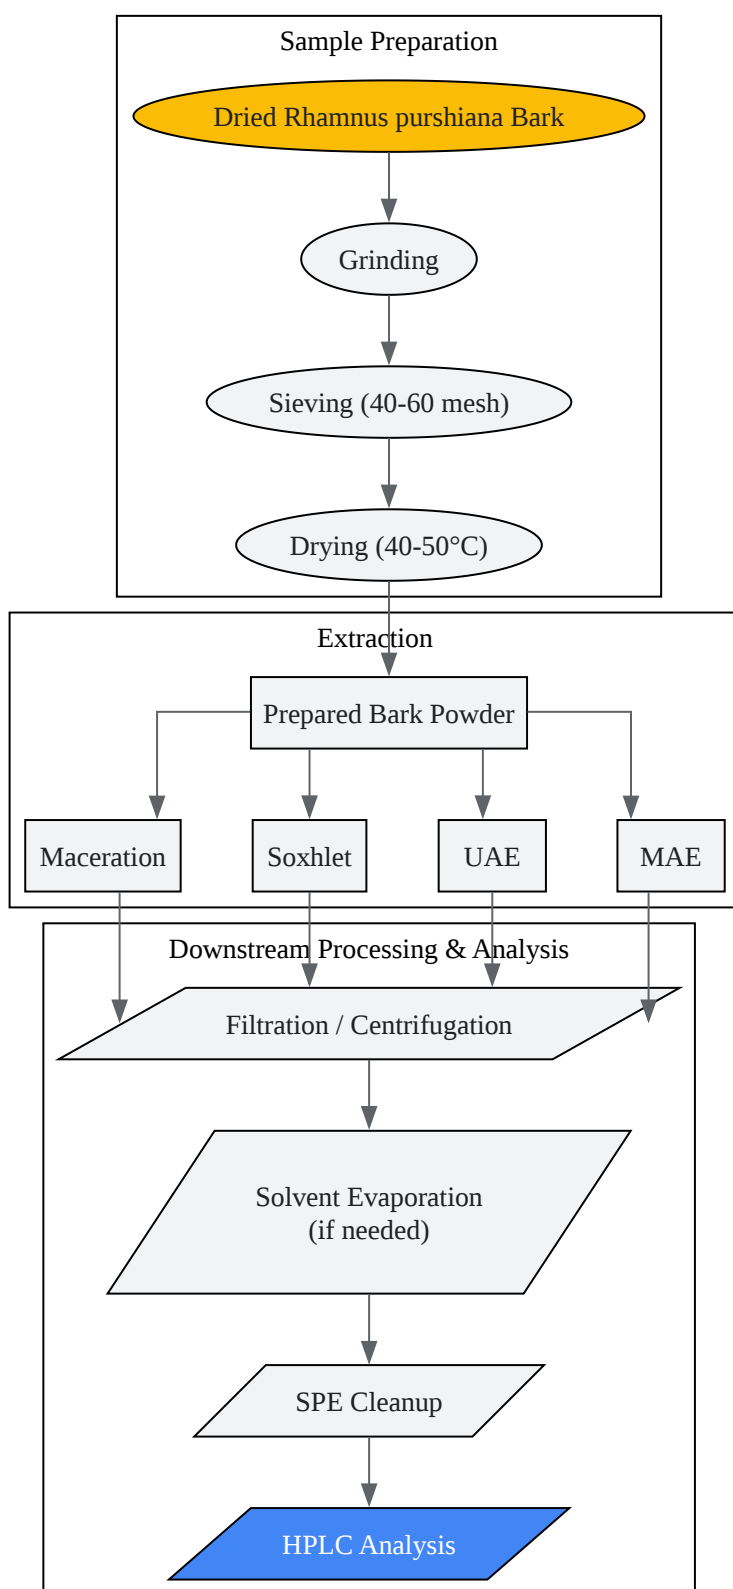 Sample Preparation
Dried Rhamnus purshiana Bark
Grinding
Sieving (40-60 mesh)
Drying (40-50°C)
Extraction
Prepared Bark Powder
Maceration
Soxhlet
UAE
MAE
Downstream Processing & Analysis
Filtration / Centrifugation
Solvent Evaporation
(if needed)
SPE Cleanup
HPLC Analysis